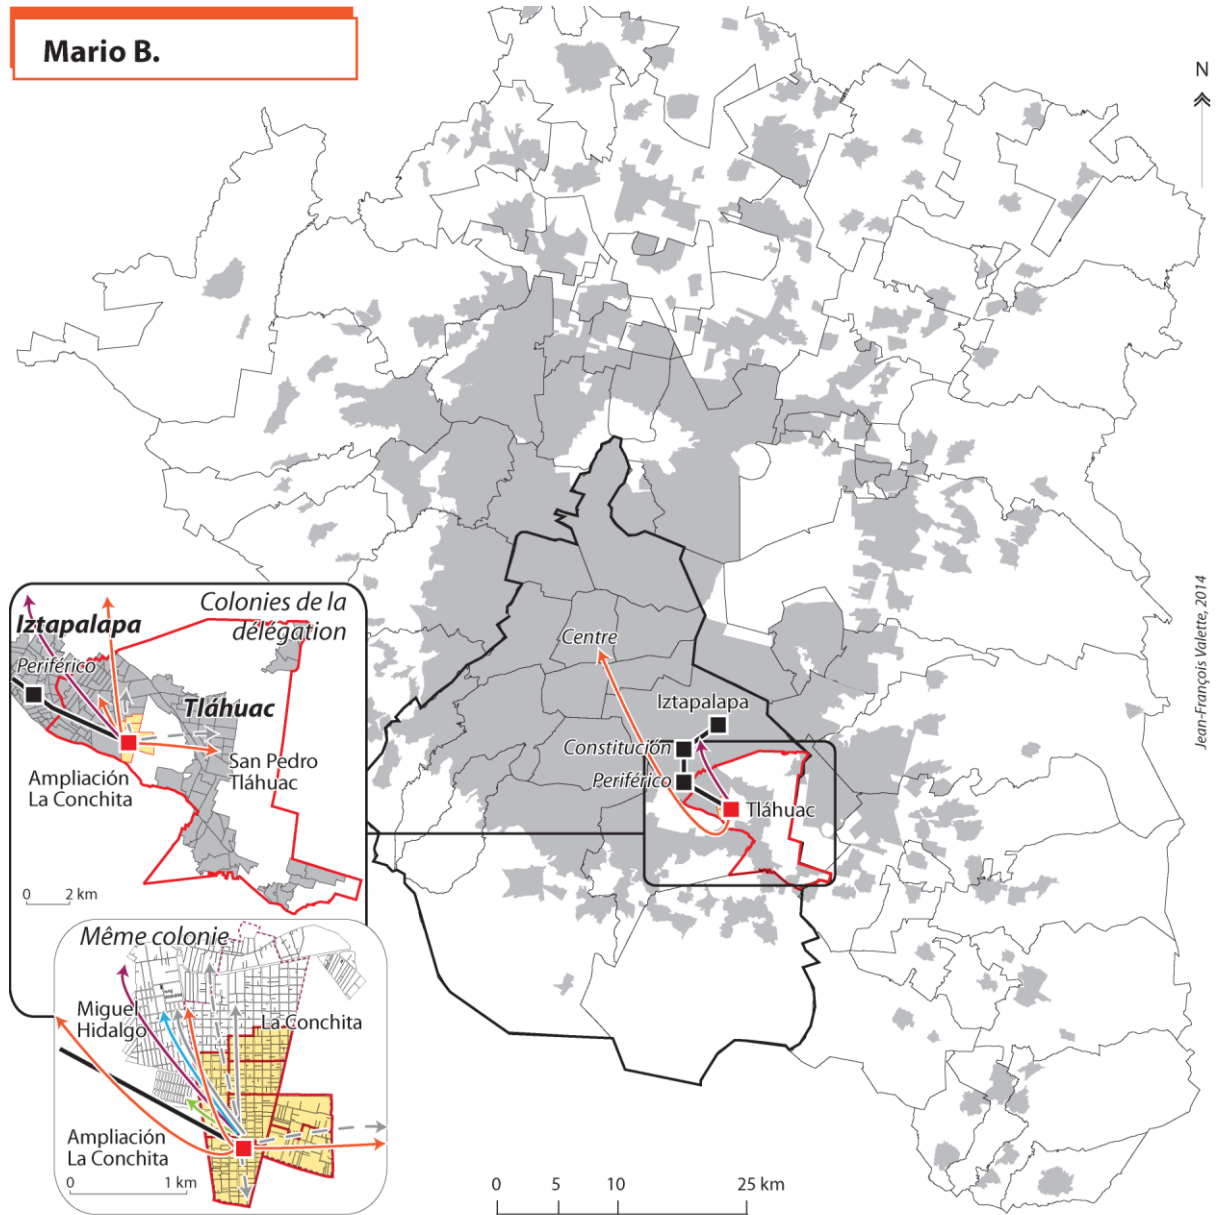 Mario B.
N
Jean-François Valette, 2014
Centre
Iztapalapa
Constitución
Periférico
Tláhuac
Colonies de la
délégation
Iztapalapa
Periférico
Tláhuac
San Pedro
Tláhuac
Ampliación
La Conchita
0 2 km
Même colonie
Miguel
Hidalgo
La Conchita
Ampliación
La Conchita
0 1 km
0 5 10 25 km